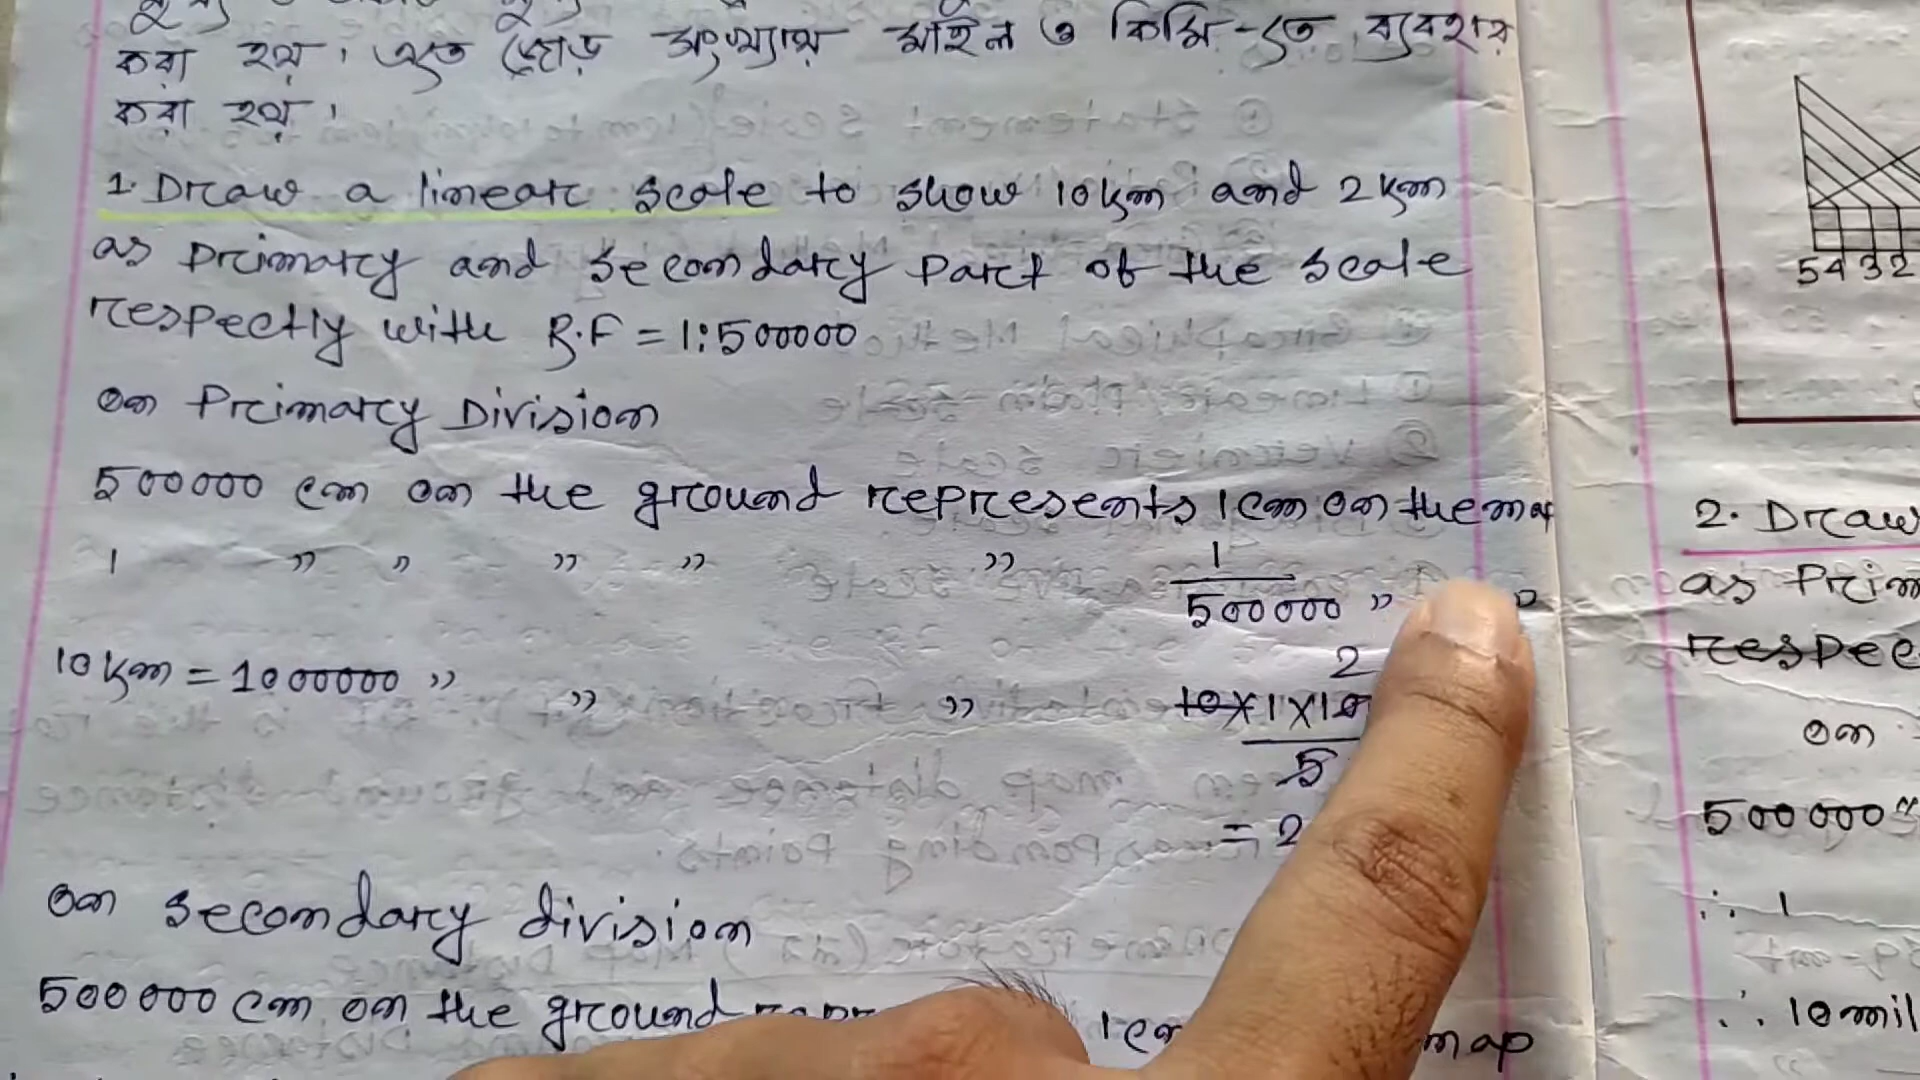 করা হয়। এতে জোড় সংখ্যায় মাইল ও কিমি-তে ব্যবহার
করা হয়।
1. Draw a linear scale to show 10 km and 2 km
as primary and secondary part of the scale
respectly with R.F = 1:500000
on Primary Division
500000 cm on the ground represents 1 cm on the map
1 " " " " " 1
500000 " "
2
10 km = 1000000 " " " 10×1×10
5
= 2
on secondary division
500000 cm on the ground 1 cm map
5 4 3 2
2. Draw
as Prim
respec
on
500000
∴ 1
∴ 10 mil